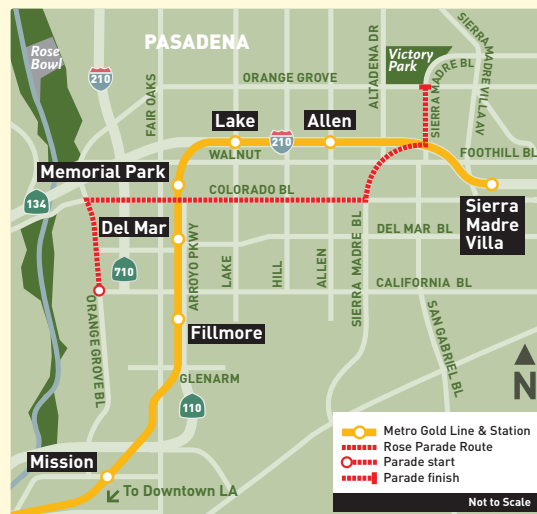 Rose
Bowl
PASADENA
210
FAIR OAKS
ORANGE GROVE
ALTADENA DR
Victory
Park
SIERRA MADRE BL
SIERRA MADRE VILLA AV
Lake
210
Allen
WALNUT
FOOTHILL BL
Memorial Park
COLORADO BL
134
Sierra
Madre
Villa
Del Mar
DEL MAR BL
710
ARROYO PKWY
LAKE
HILL
ALLEN
SIERRA MADRE BL
CALIFORNIA BL
ORANGE GROVE BL
Fillmore
SAN GABRIEL BL
GLENARM
110
N
Mission
To Downtown LA
Metro Gold Line & Station
Rose Parade Route
Parade start
Parade finish
Not to Scale